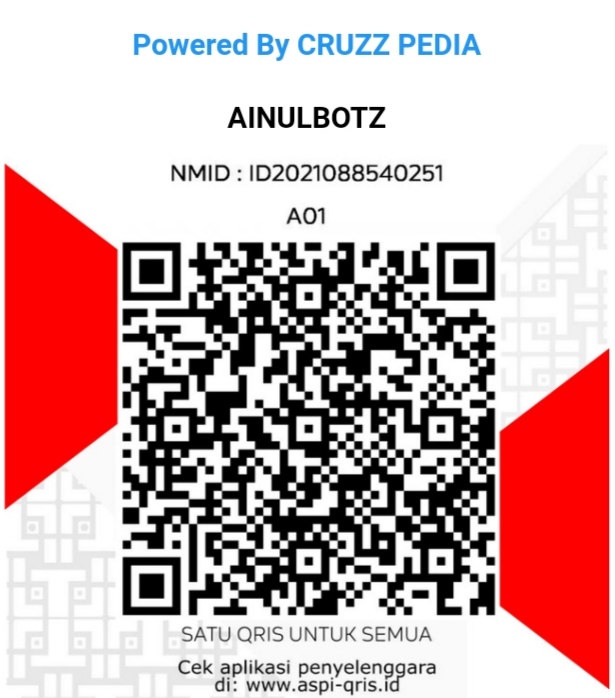 Powered By CRUZZ PEDIA
AINULBOTZ
NMID : ID2021088540251
A01
SATU QRIS UNTUK SEMUA
Cek aplikasi penyelenggara
di: www.aspi-qris.id